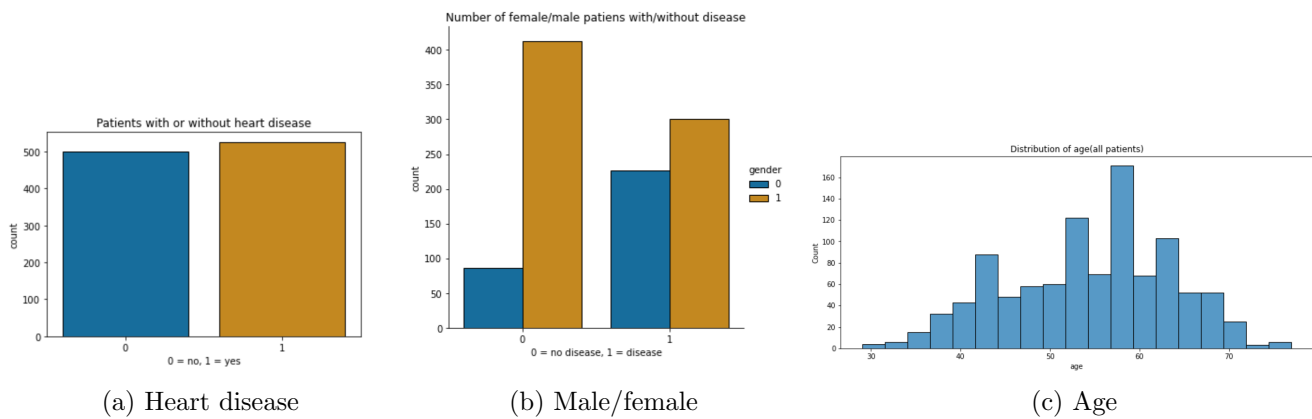 Patients with or without heart disease
count
500
400
300
200
100
0
0
1
0 = no, 1 = yes
(a) Heart disease
Number of female/male patiens with/without disease
count
400
350
300
250
200
150
100
50
0
0
1
0 = no disease, 1 = disease
gender
0
1
(b) Male/female
Distribution of age(all patients)
Count
160
140
120
100
80
60
40
20
0
30
40
50
60
70
age
(c) Age